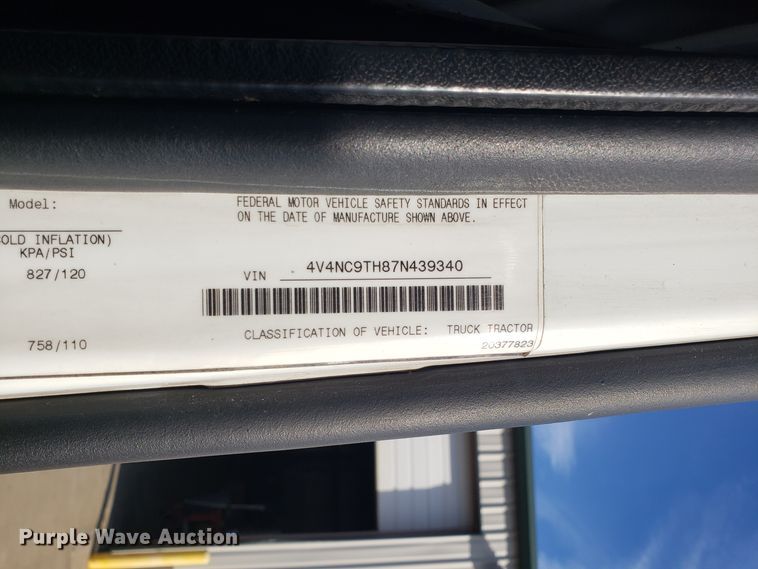 Model:
FEDERAL MOTOR VEHICLE SAFETY STANDARDS IN EFFECT
ON THE DATE OF MANUFACTURE SHOWN ABOVE.
COLD INFLATION)
KPA/PSI
827/120
VIN 4V4NC9TH87N439340
758/110
CLASSIFICATION OF VEHICLE: TRUCK TRACTOR
20377823
Purple Wave Auction